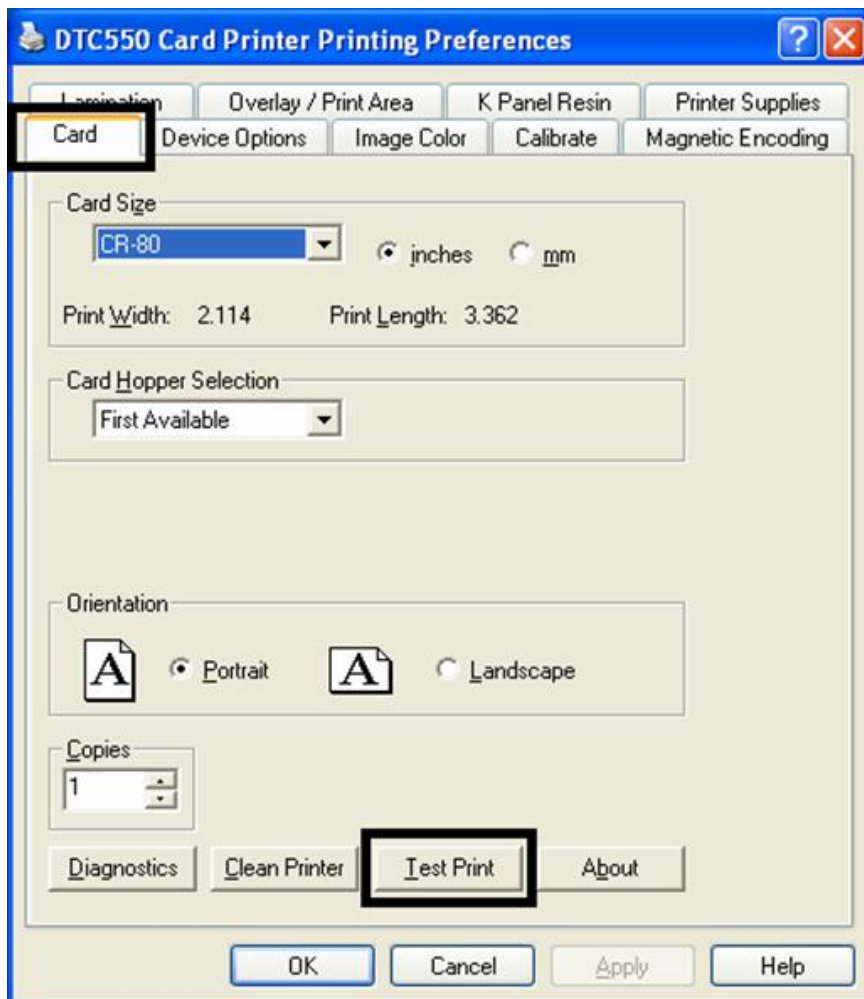 DTC550 Card Printer Printing Preferences
Lamination Overlay / Print Area K Panel Resin Printer Supplies
Card Device Options Image Color Calibrate Magnetic Encoding
Card Size
CR-80 inches mm
Print Width: 2.114 Print Length: 3.362
Card Hopper Selection
First Available
Orientation
A Portrait A Landscape
Copies
1
Diagnostics Clean Printer Test Print About
OK Cancel Apply Help